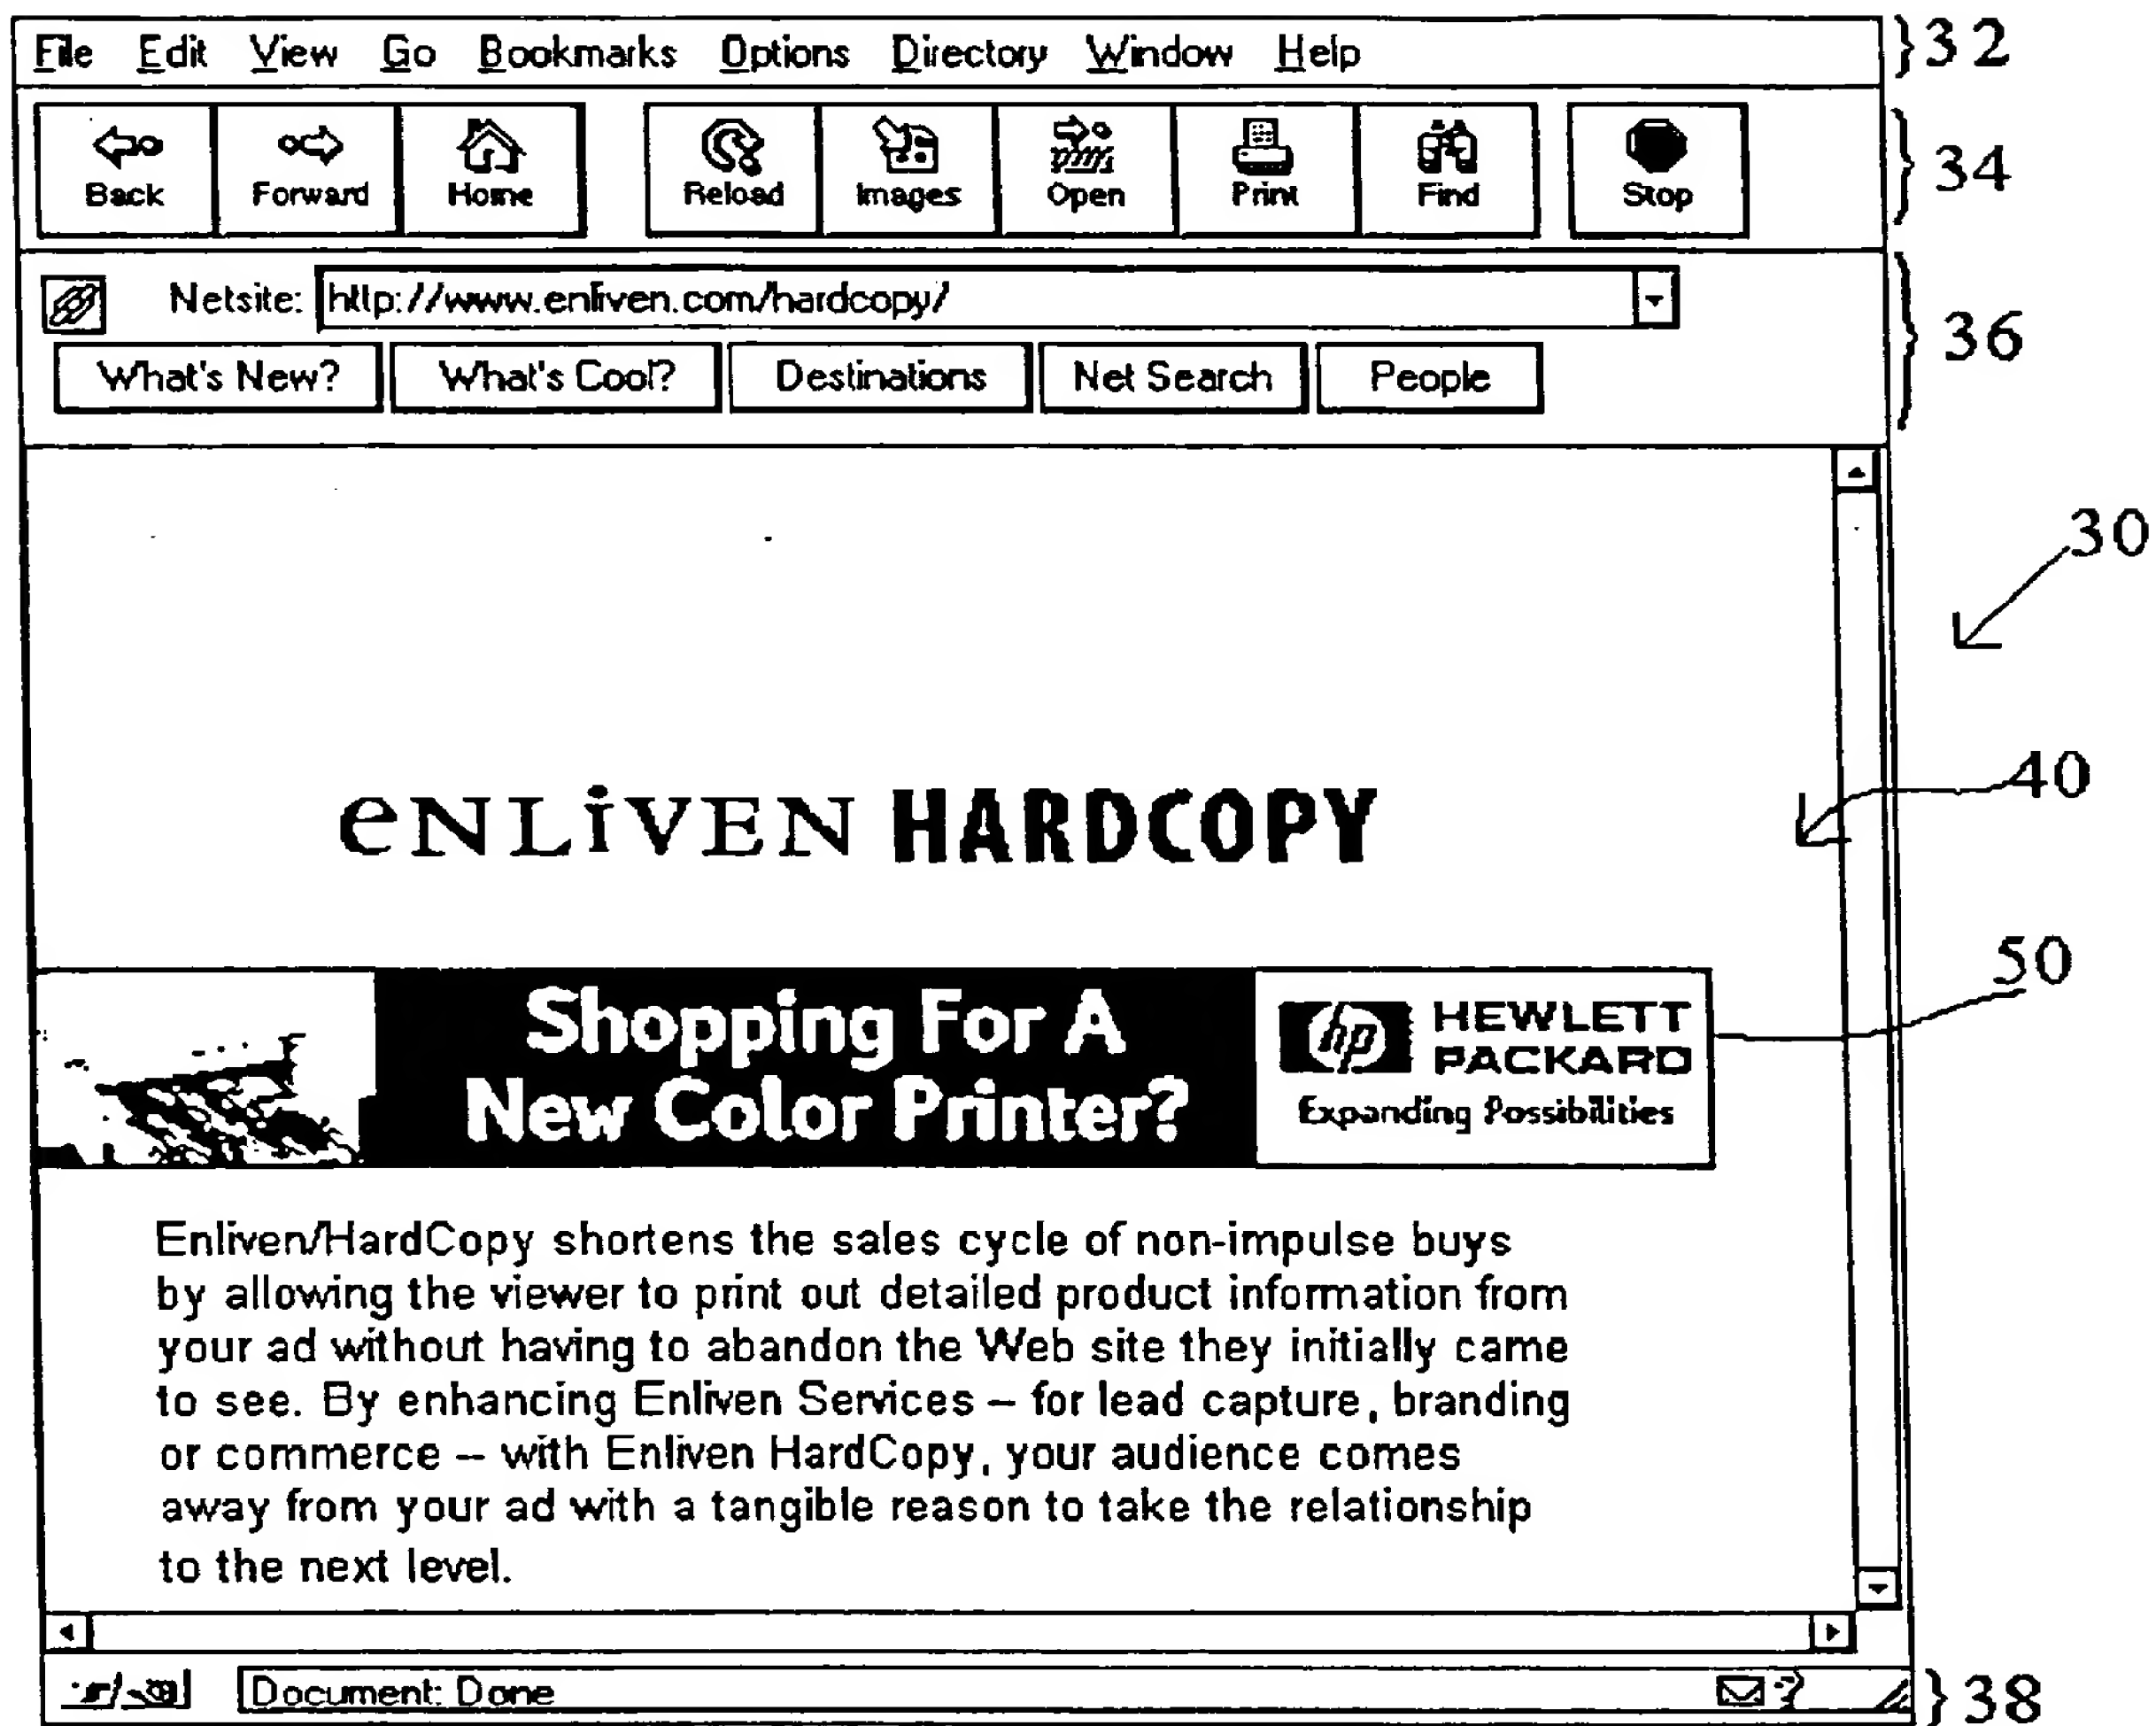 File Edit View Go Bookmarks Options Directory Window Help
}32
Back Forward Home Reload Images Open Print Find Stop
34
Netsite: http://www.enliven.com/hardcopy/
36
What's New? What's Cool? Destinations Net Search People
30
40
eNLiVEN HARDCOPY
50
Shopping For A
New Color Printer?
hp HEWLETT
PACKARD
Expanding Possibilities
Enliven/HardCopy shortens the sales cycle of non-impulse buys
by allowing the viewer to print out detailed product information from
your ad without having to abandon the Web site they initially came
to see. By enhancing Enliven Services – for lead capture, branding
or commerce – with Enliven HardCopy, your audience comes
away from your ad with a tangible reason to take the relationship
to the next level.
Document: Done
}38